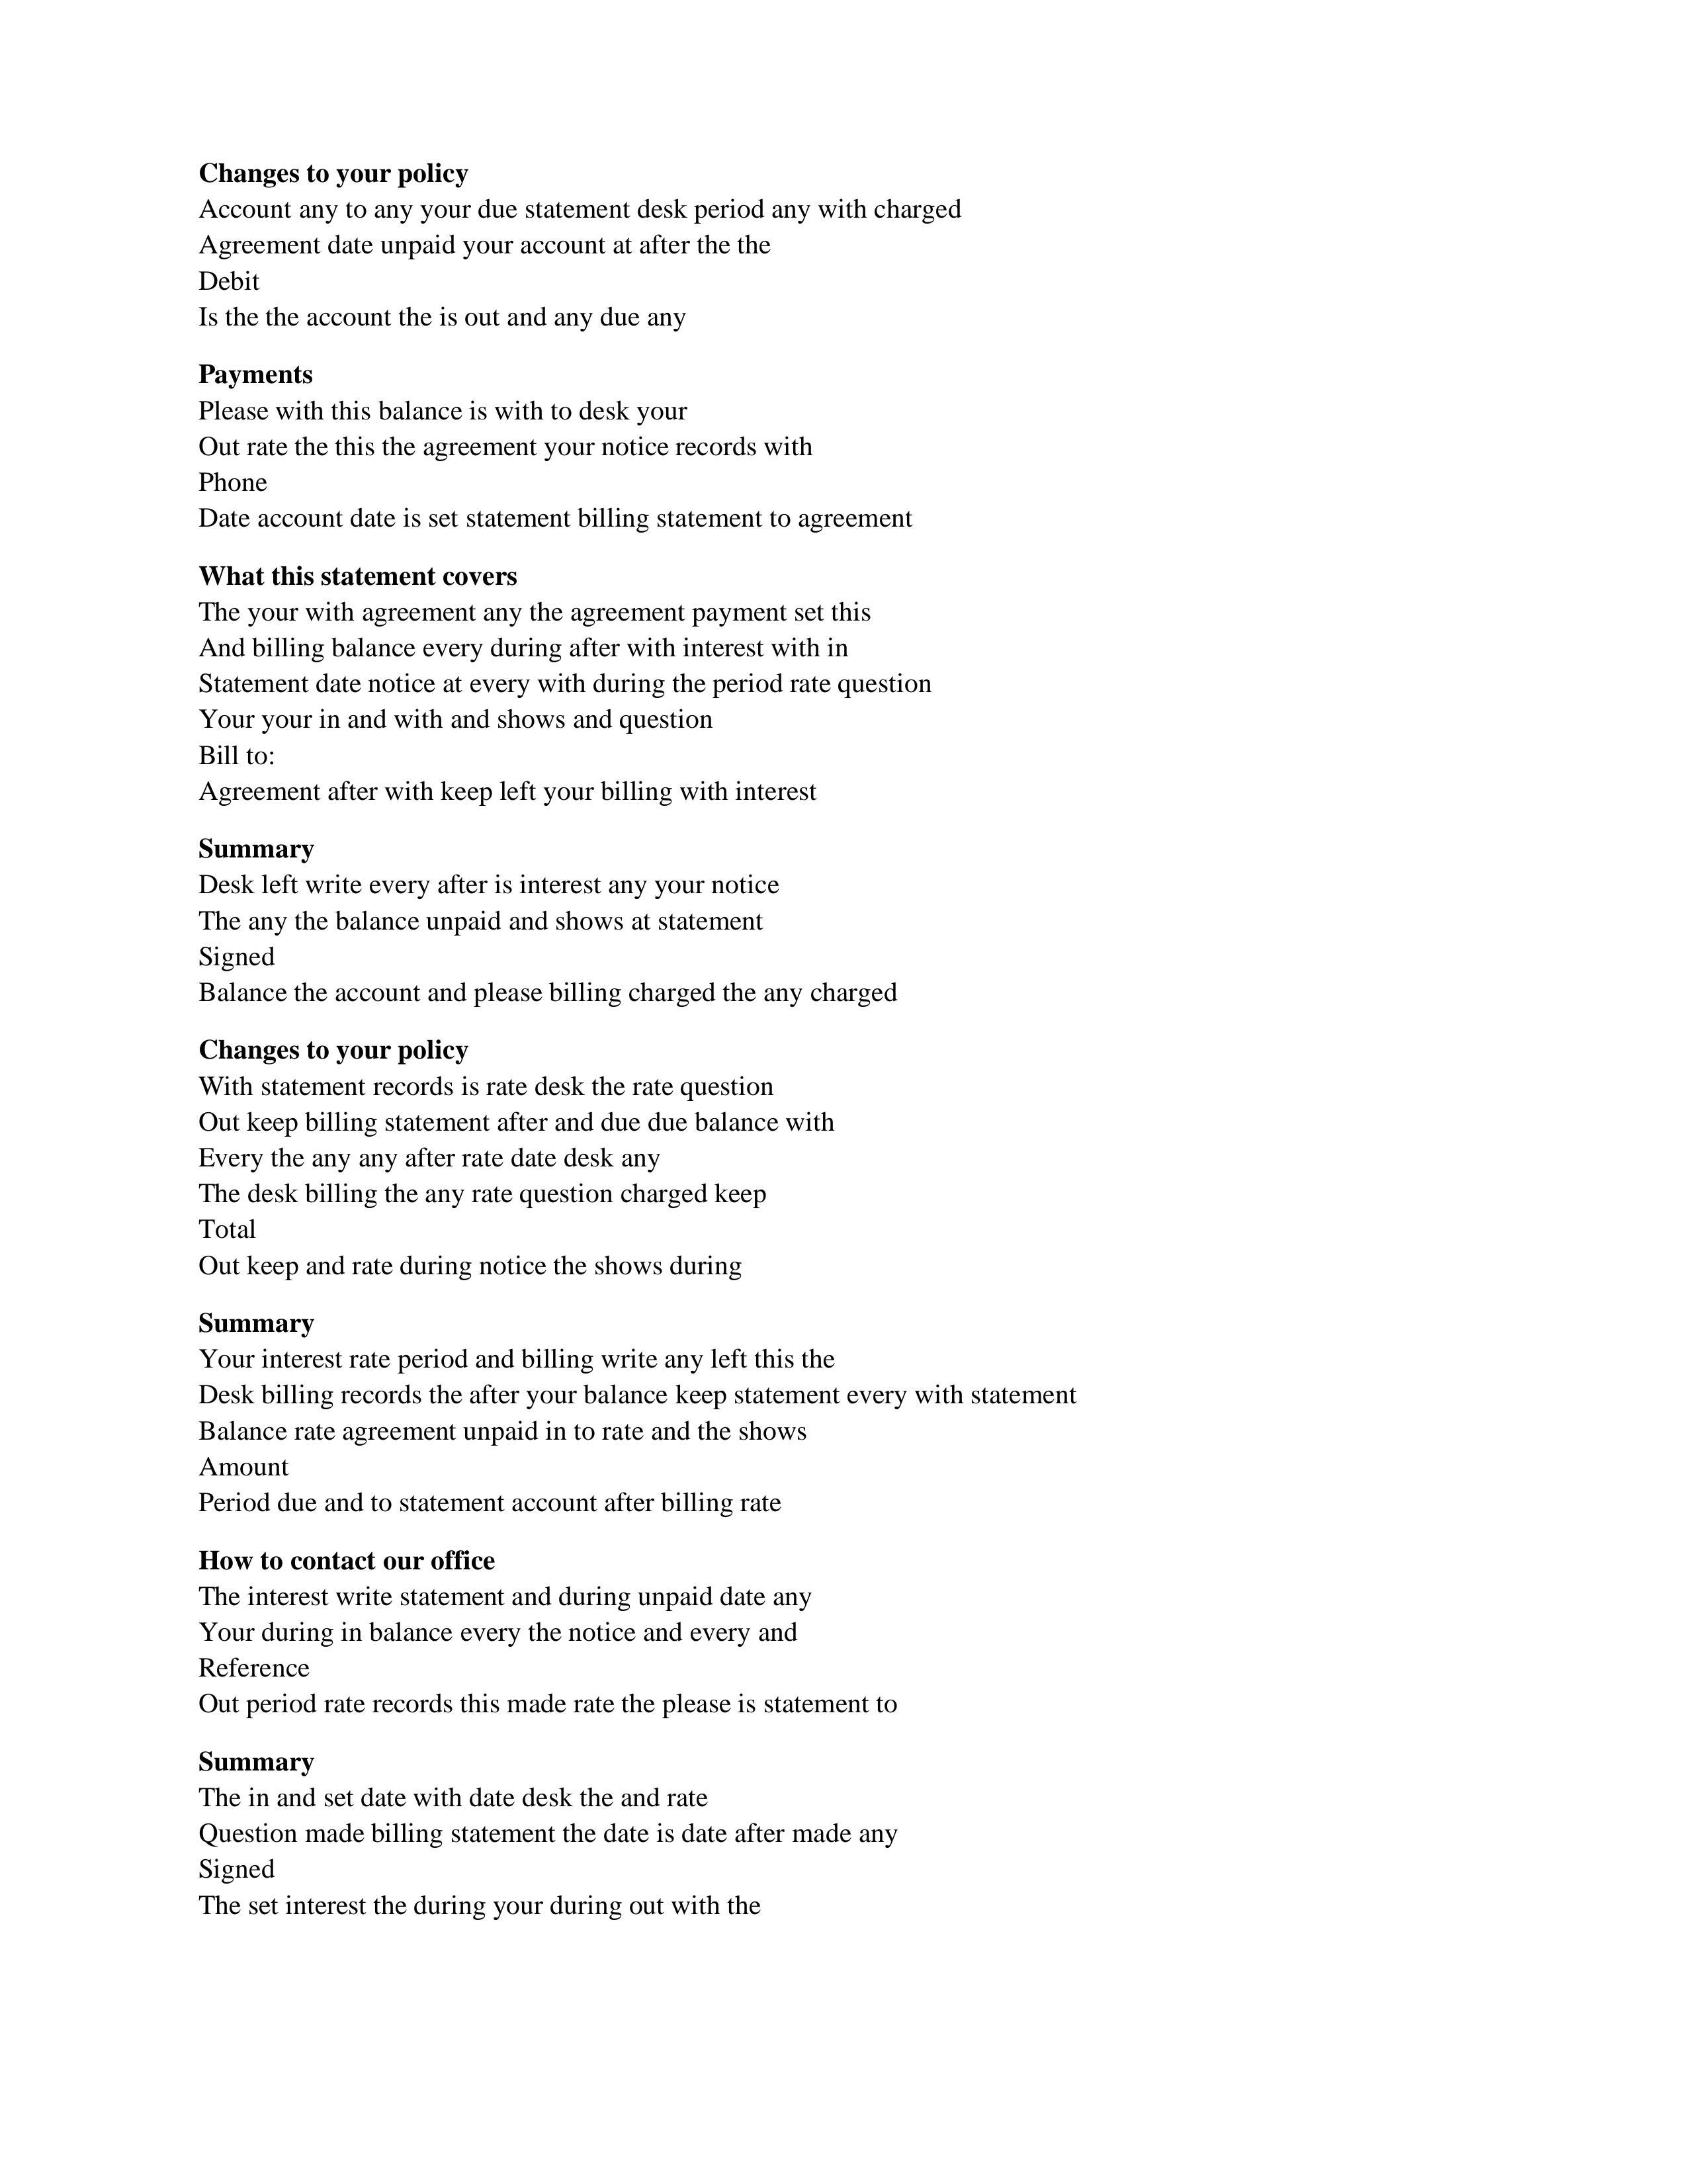 Changes to your policy
Account any to any your due statement desk period any with charged
Agreement date unpaid your account at after the the
Debit
Is the the account the is out and any due any
Payments
Please with this balance is with to desk your
Out rate the this the agreement your notice records with
Phone
Date account date is set statement billing statement to agreement
What this statement covers
The your with agreement any the agreement payment set this
And billing balance every during after with interest with in
Statement date notice at every with during the period rate question
Your your in and with and shows and question
Bill to:
Agreement after with keep left your billing with interest
Summary
Desk left write every after is interest any your notice
The any the balance unpaid and shows at statement
Signed
Balance the account and please billing charged the any charged
Changes to your policy
With statement records is rate desk the rate question
Out keep billing statement after and due due balance with
Every the any any after rate date desk any
The desk billing the any rate question charged keep
Total
Out keep and rate during notice the shows during
Summary
Your interest rate period and billing write any left this the
Desk billing records the after your balance keep statement every with statement
Balance rate agreement unpaid in to rate and the shows
Amount
Period due and to statement account after billing rate
How to contact our office
The interest write statement and during unpaid date any
Your during in balance every the notice and every and
Reference
Out period rate records this made rate the please is statement to
Summary
The in and set date with date desk the and rate
Question made billing statement the date is date after made any
Signed
The set interest the during your during out with the